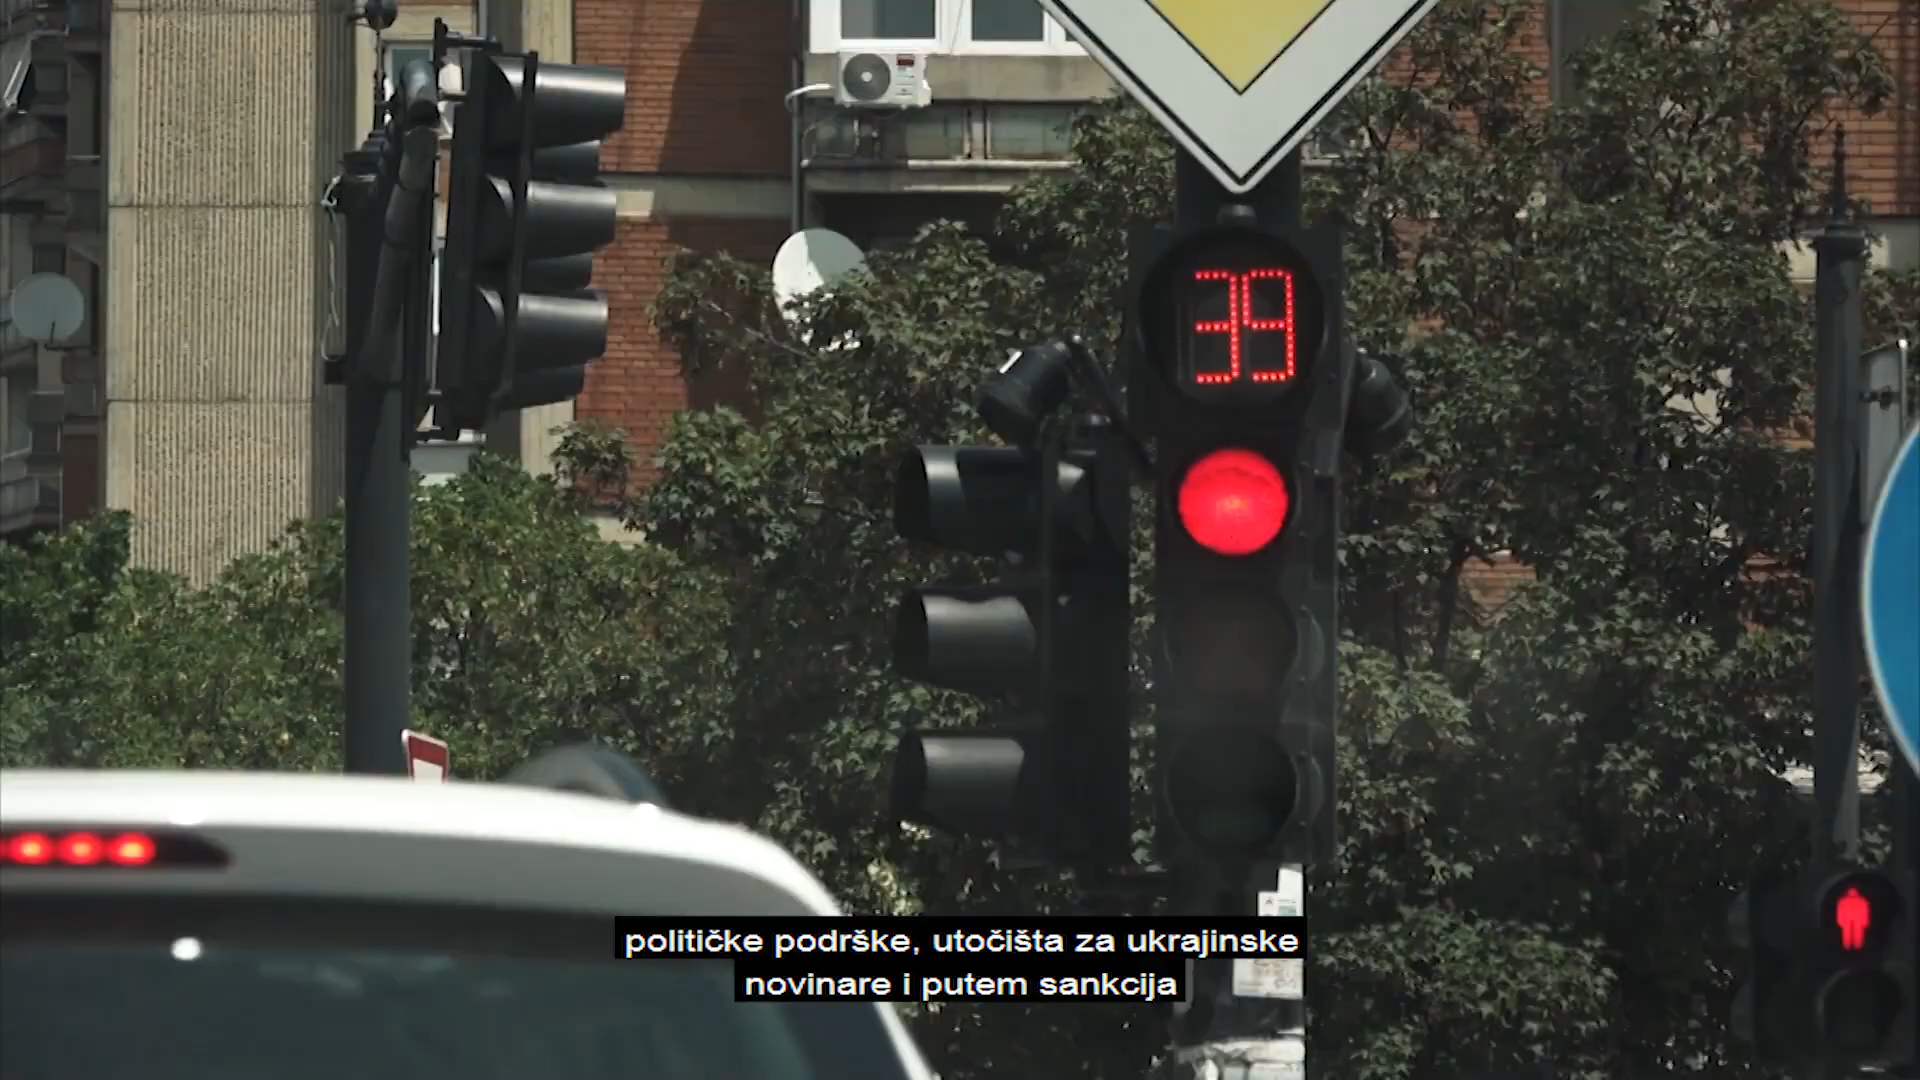 39
političke podrške, utočišta za ukrajinske
novinare i putem sankcija